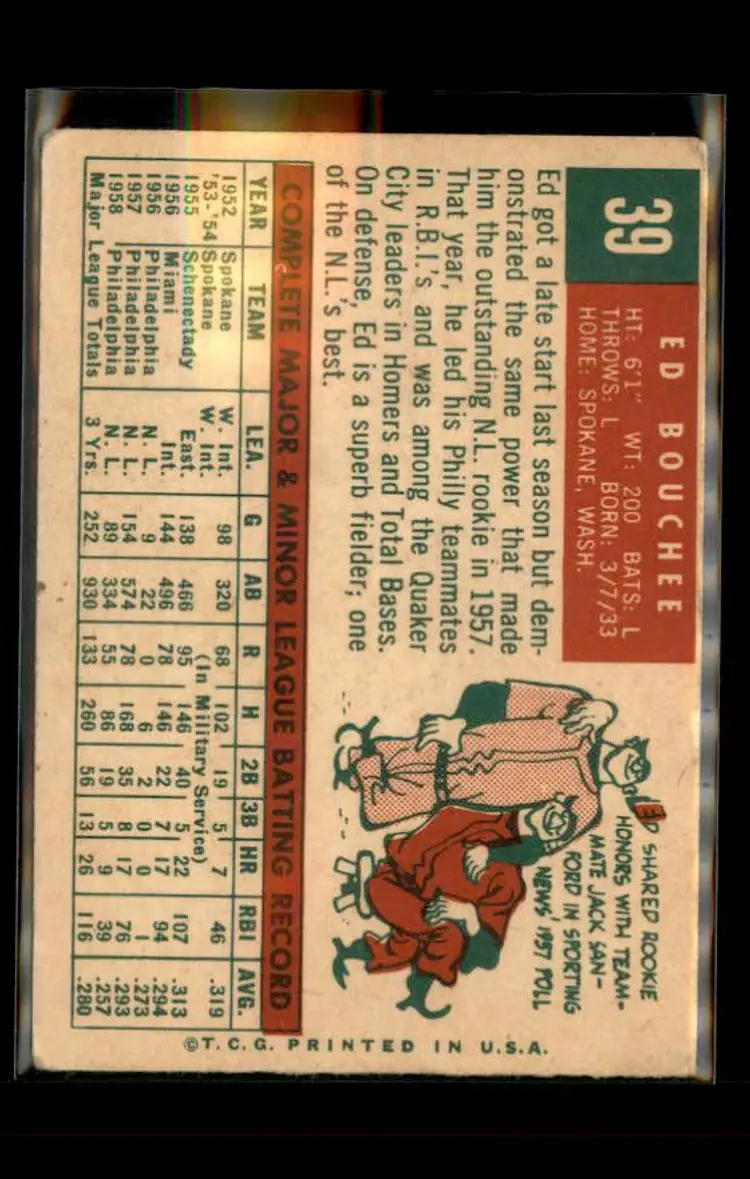 39
ED BOUCHEE
HT: 6'1" WT: 200 BATS: L
THROWS: L BORN: 3/7/33
HOME: SPOKANE, WASH.
Ed got a late start last season but dem-
onstrated the same power that made
him the outstanding N.L. rookie in 1957.
That year, he led his Philly teammates
in R.B.I.'s and was among the Quaker
City leaders in Homers and Total Bases.
On defense, Ed is a superb fielder; one
of the N.L.'s best.
ED SHARED ROOKIE
HONORS WITH TEAM-
MATE JACK SAN-
FORD IN SPORTING
NEWS' 1957 POLL
COMPLETE MAJOR & MINOR LEAGUE BATTING RECORD
YEAR TEAM LEA. G AB R H 2B 3B HR RBI AVG.
1952 Spokane W. Int. 98 320 68 102 19 5 7 46 .319
'53-'54 Spokane W. Int. (In Military Service)
1955 Schenectady East. 138 466 95 146 40 5 22 107 .313
1956 Miami Int. 144 496 78 146 22 7 17 94 .294
1956 Philadelphia N. L. 9 22 0 6 2 0 0 1 .273
1957 Philadelphia N. L. 154 574 78 168 35 8 17 76 .293
1958 Philadelphia N. L. 89 334 55 86 19 5 9 39 .257
Major League Totals 3 Yrs. 252 930 133 260 56 13 26 116 .280
©T.C.G. PRINTED IN U.S.A.